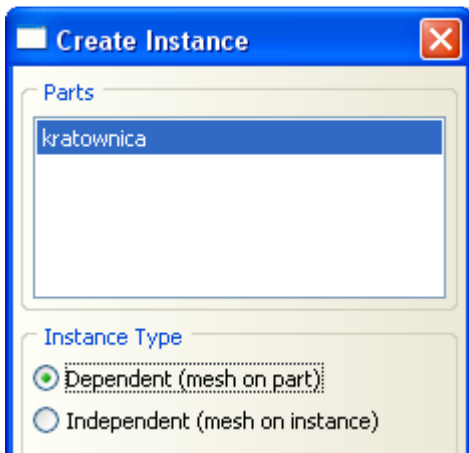 Create Instance
Parts
kratownica
Instance Type
Dependent (mesh on part)
Independent (mesh on instance)